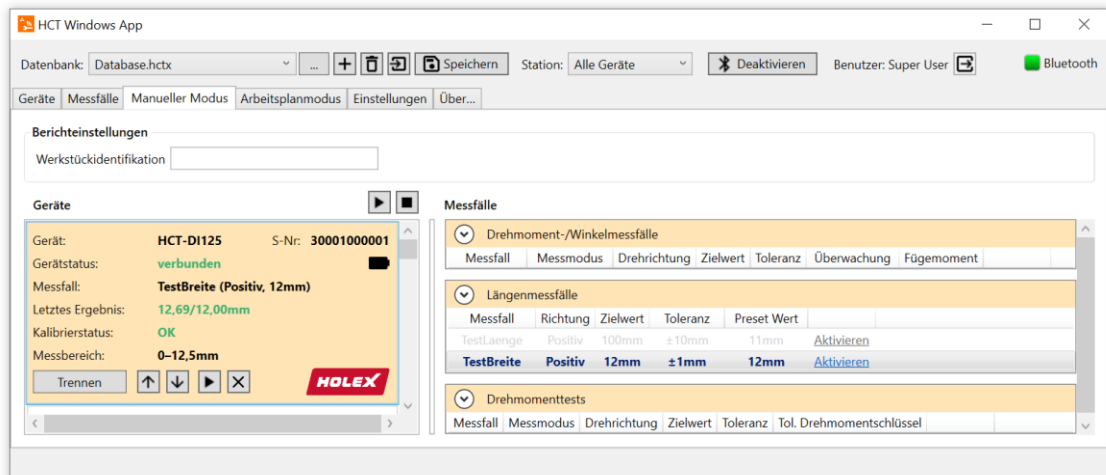 HCT Windows App
Datenbank: Database.hctx ... Speichern Station: Alle Geräte Deaktivieren Benutzer: Super User Bluetooth
Geräte Messfälle Manueller Modus Arbeitsplanmodus Einstellungen Über...
Berichteinstellungen
Werkstückidentifikation
Geräte
Gerät: HCT-DI125 S-Nr: 30001000001
Gerätstatus: verbunden
Messfall: TestBreite (Positiv, 12mm)
Letztes Ergebnis: 12,69/12,00mm
Kalibrierstatus: OK
Messbereich: 0–12,5mm
Trennen HOLEX
Messfälle
Drehmoment-/Winkelmessfälle
Messfall Messmodus Drehrichtung Zielwert Toleranz Überwachung Fügemoment
Längenmessfälle
Messfall Richtung Zielwert Toleranz Preset Wert
TestLaenge Positiv 100mm ±10mm 11mm Aktivieren
TestBreite Positiv 12mm ±1mm 12mm Aktivieren
Drehmomenttests
Messfall Messmodus Drehrichtung Zielwert Toleranz Tol. Drehmomentschlüssel